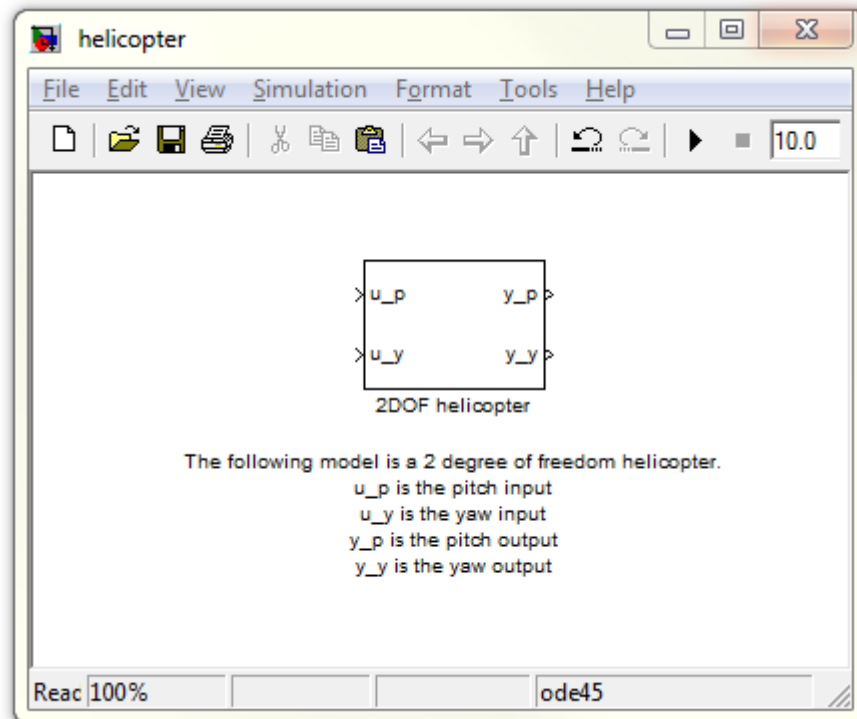 helicopter
File Edit View Simulation Format Tools Help
10.0
u_p y_p
u_y y_y
2DOF helicopter
The following model is a 2 degree of freedom helicopter.
u_p is the pitch input
u_y is the yaw input
y_p is the pitch output
y_y is the yaw output
Reac 100% ode45